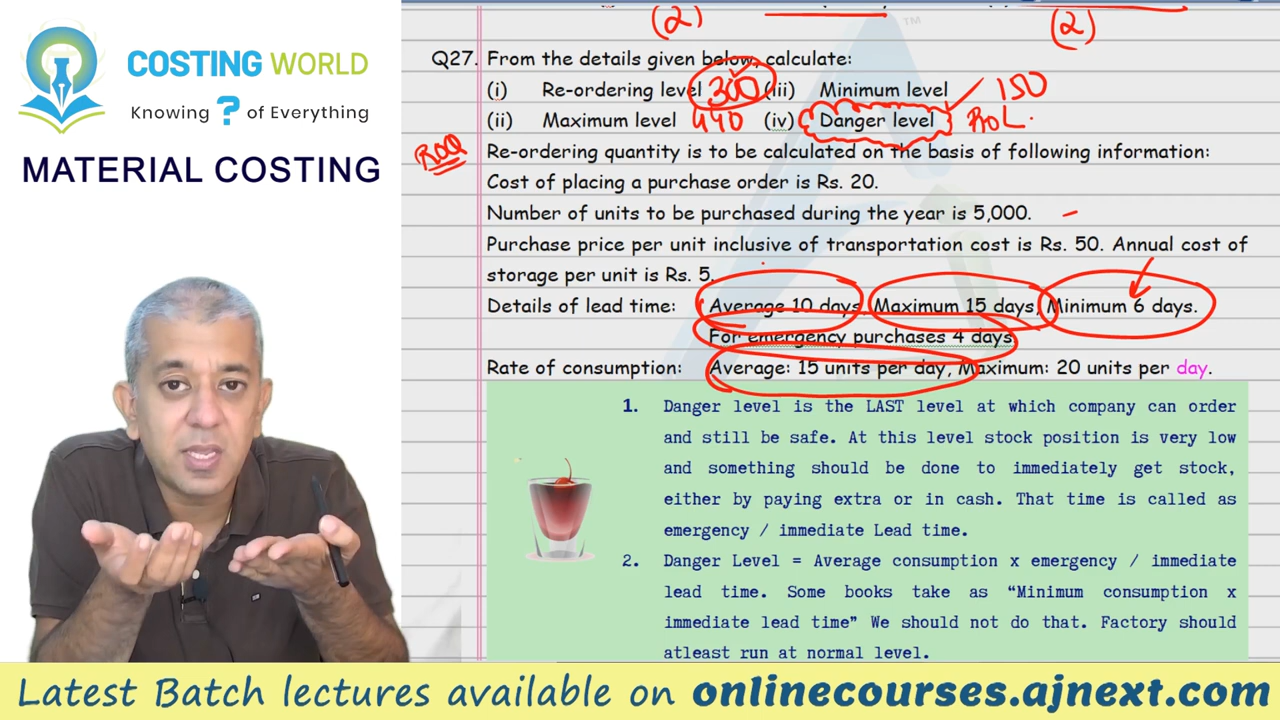 (2)
(2)
TM
COSTING WORLD
Knowing ? of Everything
MATERIAL COSTING
Q27. From the details given below, calculate:
(i) Re-ordering level 300 (iii) Minimum level 150
(ii) Maximum level 440 (iv) Danger level ROL.
ROQ
Re-ordering quantity is to be calculated on the basis of following information:
Cost of placing a purchase order is Rs. 20.
Number of units to be purchased during the year is 5,000.
Purchase price per unit inclusive of transportation cost is Rs. 50. Annual cost of
storage per unit is Rs. 5.
Details of lead time: Average 10 days, Maximum 15 days, Minimum 6 days.
For emergency purchases 4 days
Rate of consumption: Average: 15 units per day, Maximum: 20 units per day.
1. Danger level is the LAST level at which company can order
and still be safe. At this level stock position is very low
and something should be done to immediately get stock,
either by paying extra or in cash. That time is called as
emergency / immediate Lead time.
2. Danger Level = Average consumption x emergency / immediate
lead time. Some books take as “Minimum consumption x
immediate lead time” We should not do that. Factory should
atleast run at normal level.
Latest Batch lectures available on onlinecourses.ajnext.com